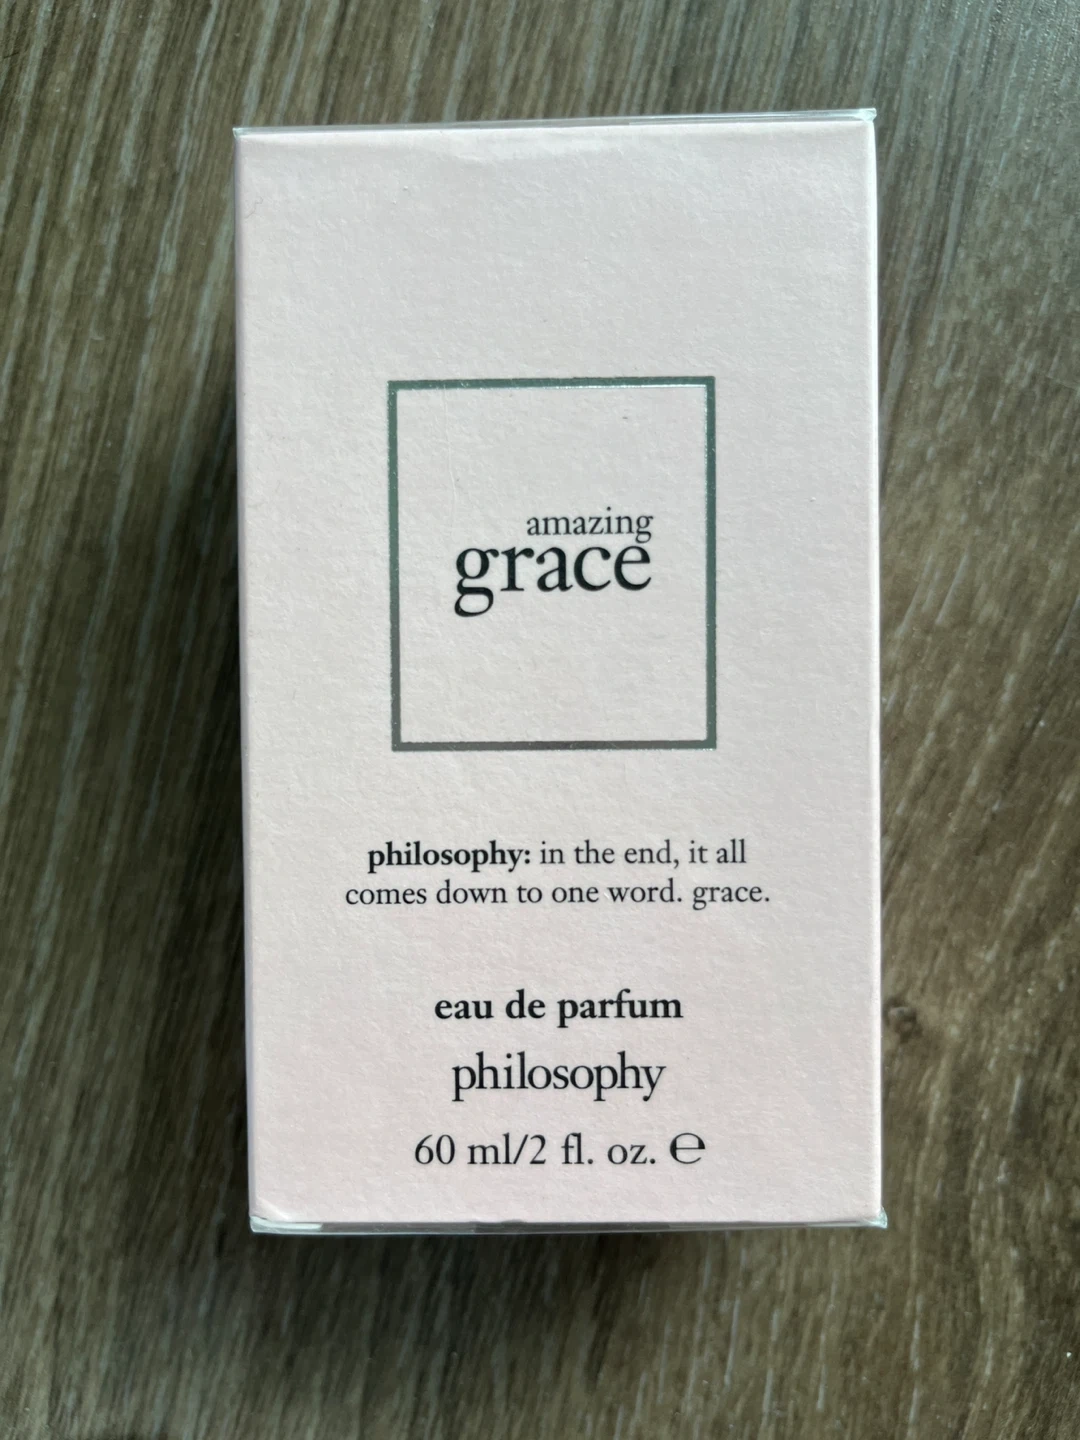 amazing
grace
philosophy: in the end, it all
comes down to one word. grace.
eau de parfum
philosophy
60 ml/2 fl. oz. ℮